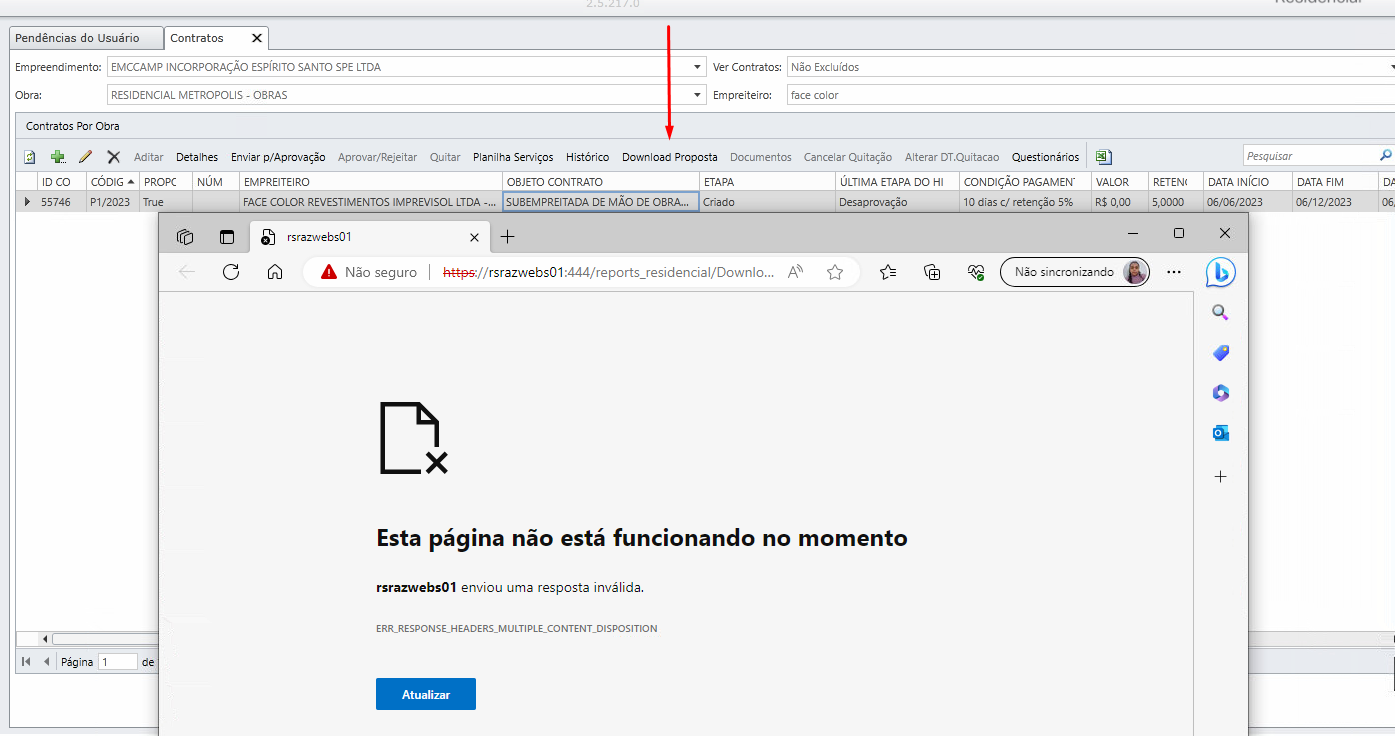 2.5.217.0
Residencial
Pendências do Usuário
Contratos
Empreendimento: EMCCAMP INCORPORAÇÃO ESPÍRITO SANTO SPE LTDA Ver Contratos: Não Excluídos
Obra: RESIDENCIAL METROPOLIS - OBRAS Empreiteiro: face color
Contratos Por Obra
Aditar Detalhes Enviar p/Aprovação Aprovar/Rejeitar Quitar Planilha Serviços Histórico Download Proposta Documentos Cancelar Quitação Alterar DT.Quitacao Questionários Pesquisar
ID CO CÓDIG PROPC NÚM EMPREITEIRO OBJETO CONTRATO ETAPA ÚLTIMA ETAPA DO HI CONDIÇÃO PAGAMEN VALOR RETEN DATA INÍCIO DATA FIM DA
55746 P1/2023 True FACE COLOR REVESTIMENTOS IMPREVISOL LTDA -... SUBEMPREITADA DE MÃO DE OBRA... Criado Desaprovação 10 dias c/ retenção 5% R$ 0,00 5,0000 06/06/2023 06/12/2023 06,
rsrazwebs01
Não seguro https://rsrazwebs01:444/reports_residencial/Downlo... Não sincronizando
Esta página não está funcionando no momento
rsrazwebs01 enviou uma resposta inválida.
ERR_RESPONSE_HEADERS_MULTIPLE_CONTENT_DISPOSITION
Atualizar
Página 1 de